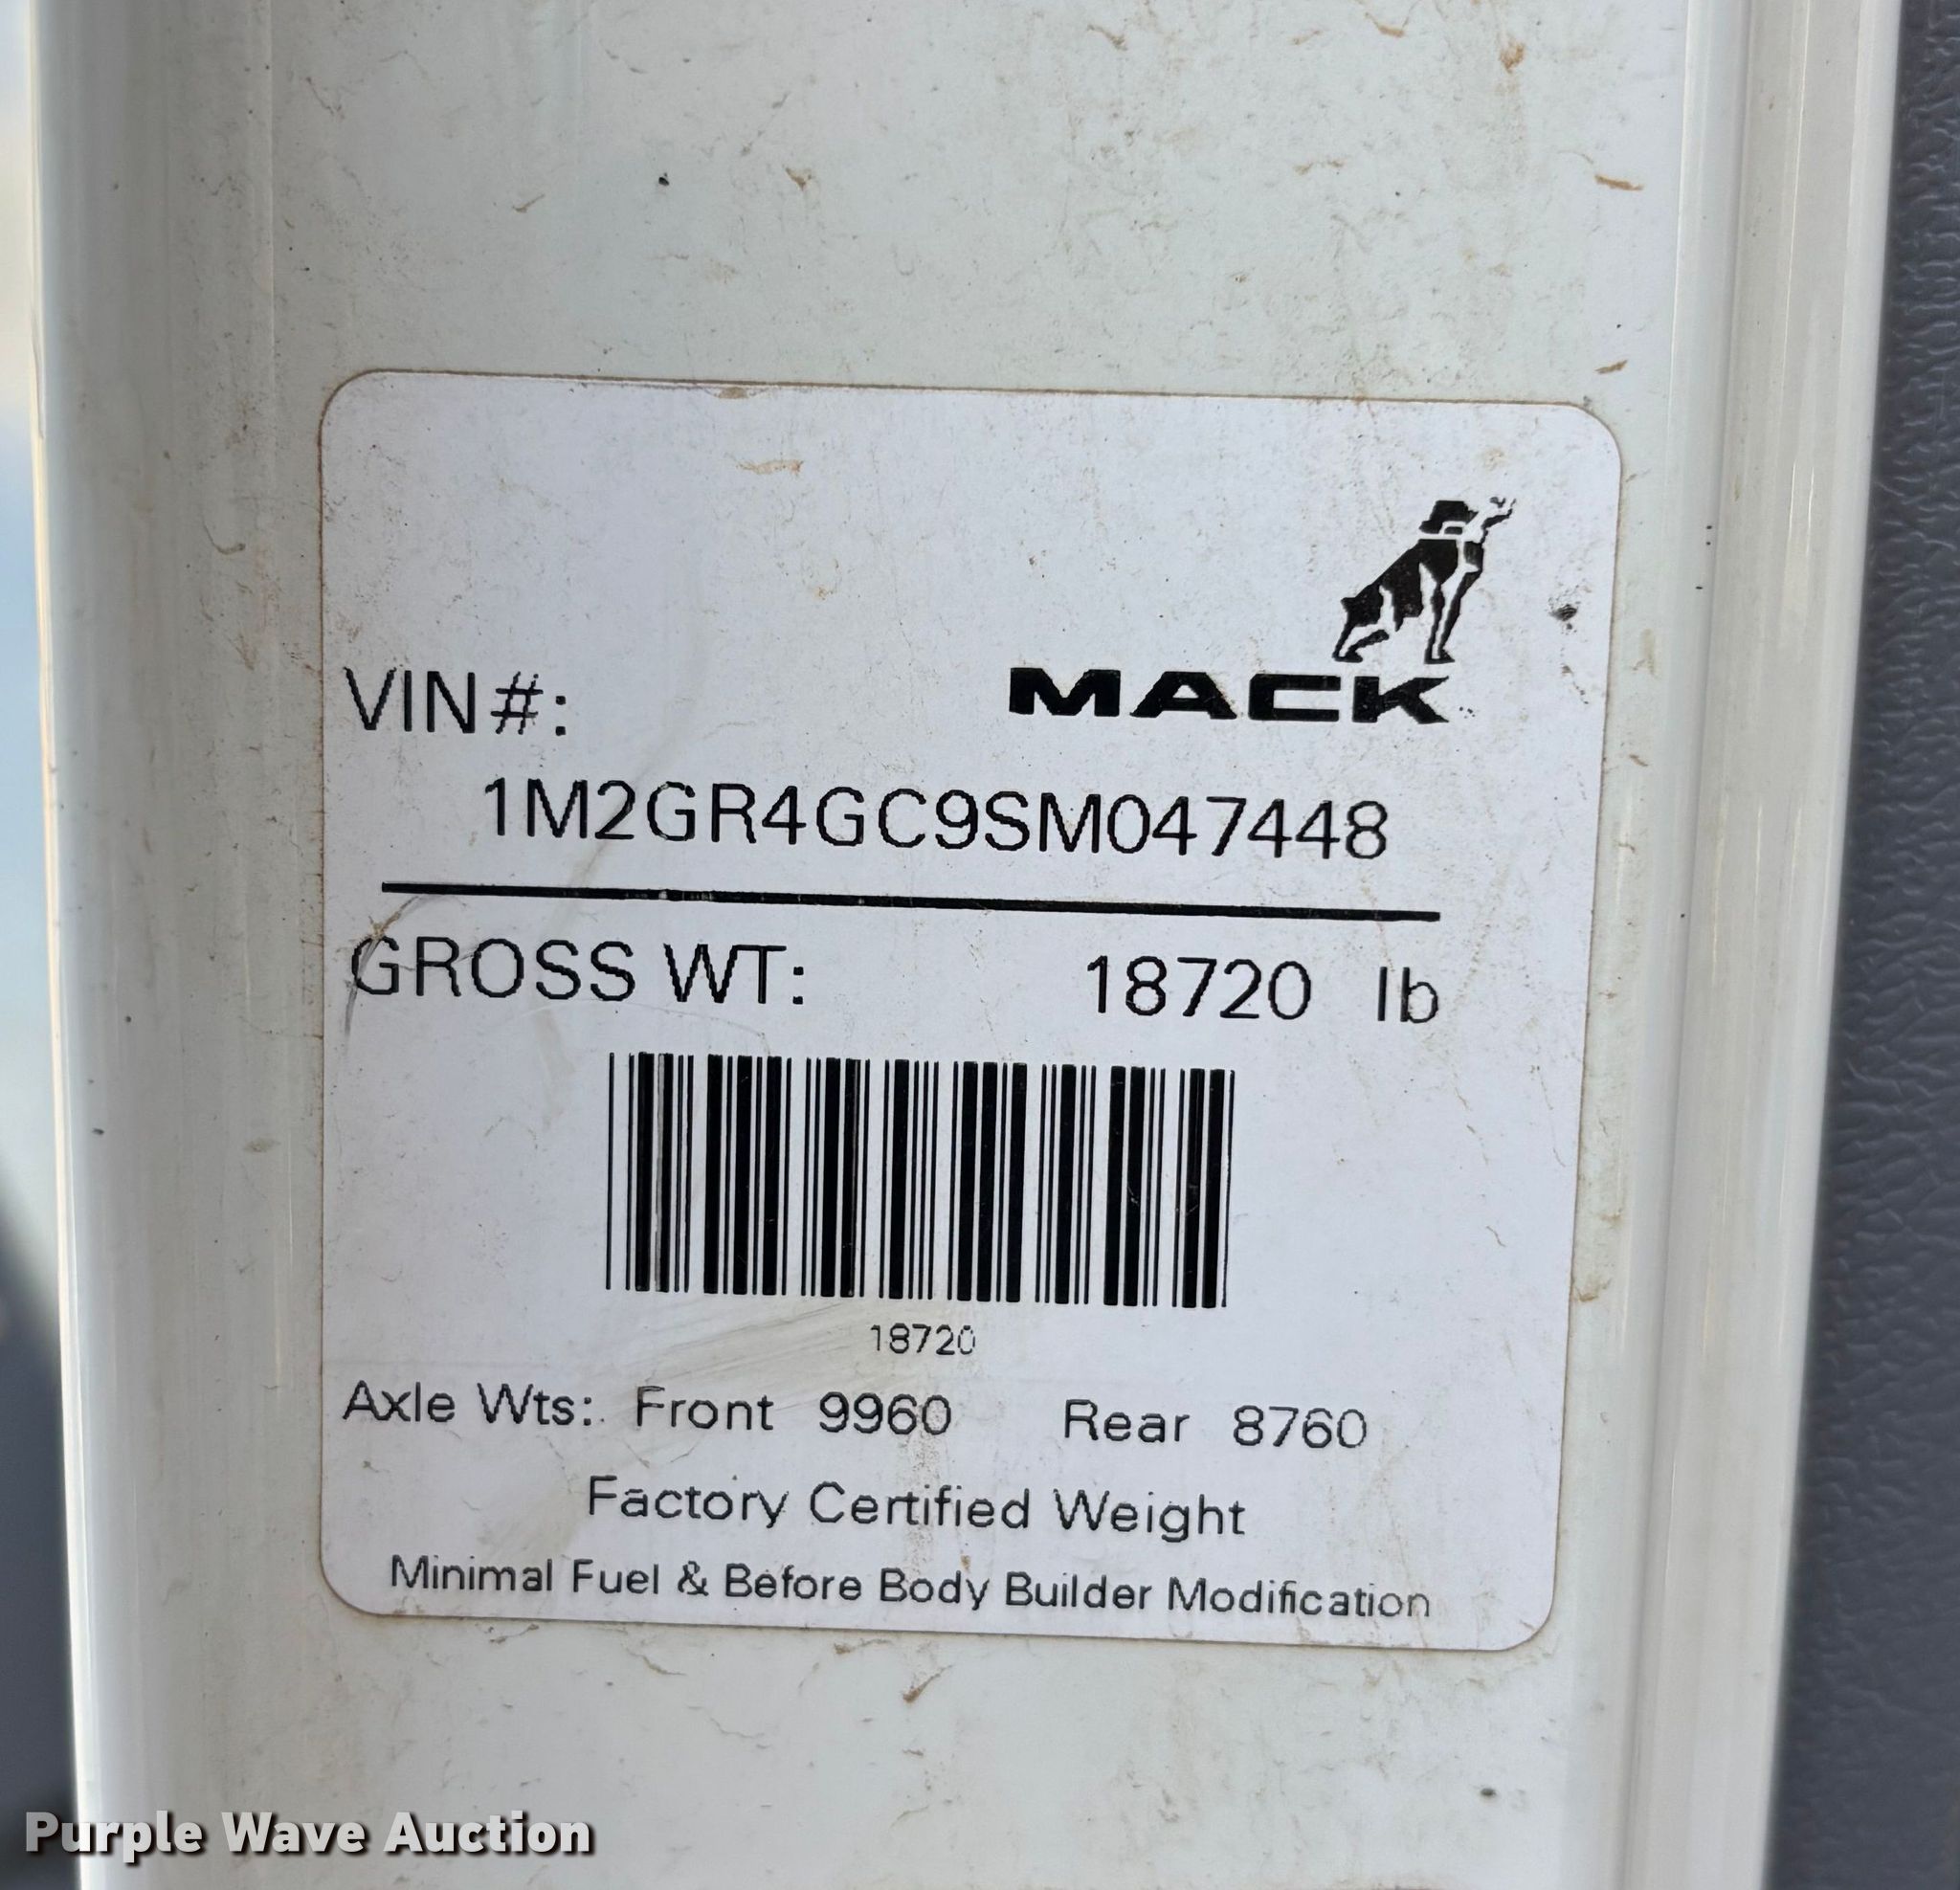 VIN#:
MACK
1M2GR4GC9SM047448
GROSS WT: 18720 lb
18720
Axle Wts: Front 9960 Rear 8760
Factory Certified Weight
Minimal Fuel & Before Body Builder Modification
Purple Wave Auction